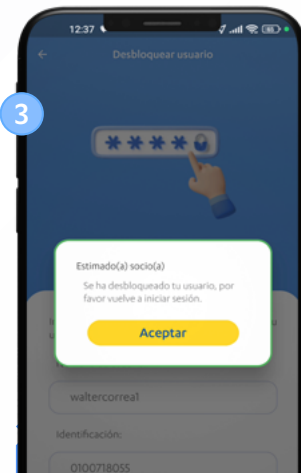 12:37
Desbloquear usuario
3
****
Estimado(a) socio(a)
Se ha desbloqueado tu usuario, por
favor vuelve a iniciar sesión.
Aceptar
waltercorrea1
Identificación:
0100718055